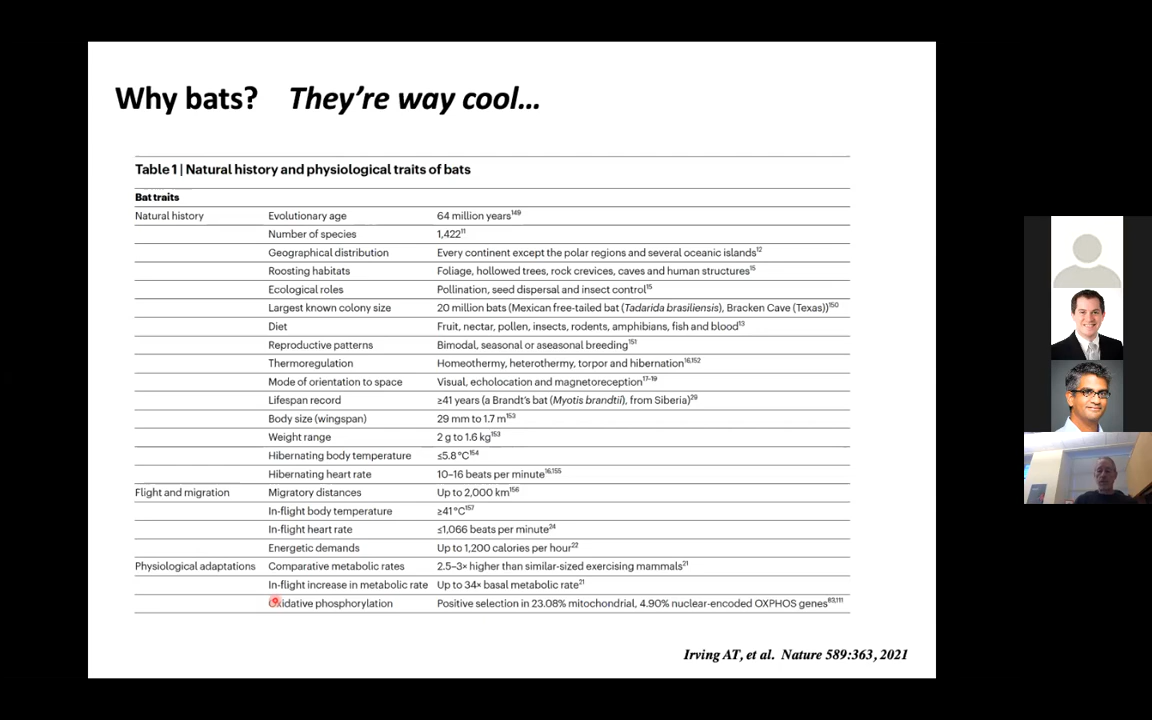 Why bats? They're way cool...
Table 1 | Natural history and physiological traits of bats
Bat traits
Natural history Evolutionary age 64 million years149
Number of species 1,42211
Geographical distribution Every continent except the polar regions and several oceanic islands12
Roosting habitats Foliage, hollowed trees, rock crevices, caves and human structures15
Ecological roles Pollination, seed dispersal and insect control15
Largest known colony size 20 million bats (Mexican free-tailed bat (Tadarida brasiliensis), Bracken Cave (Texas))150
Diet Fruit, nectar, pollen, insects, rodents, amphibians, fish and blood13
Reproductive patterns Bimodal, seasonal or aseasonal breeding151
Thermoregulation Homeothermy, heterothermy, torpor and hibernation16,152
Mode of orientation to space Visual, echolocation and magnetoreception17-19
Lifespan record ≥41 years (a Brandt's bat (Myotis brandtii), from Siberia)29
Body size (wingspan) 29 mm to 1.7 m153
Weight range 2 g to 1.6 kg153
Hibernating body temperature ≤5.8 °C154
Hibernating heart rate 10–16 beats per minute16,155
Flight and migration Migratory distances Up to 2,000 km156
In-flight body temperature ≥41 °C157
In-flight heart rate ≤1,066 beats per minute24
Energetic demands Up to 1,200 calories per hour22
Physiological adaptations Comparative metabolic rates 2.5–3× higher than similar-sized exercising mammals21
In-flight increase in metabolic rate Up to 34× basal metabolic rate21
Oxidative phosphorylation Positive selection in 23.08% mitochondrial, 4.90% nuclear-encoded OXPHOS genes83,111
Irving AT, et al. Nature 589:363, 2021